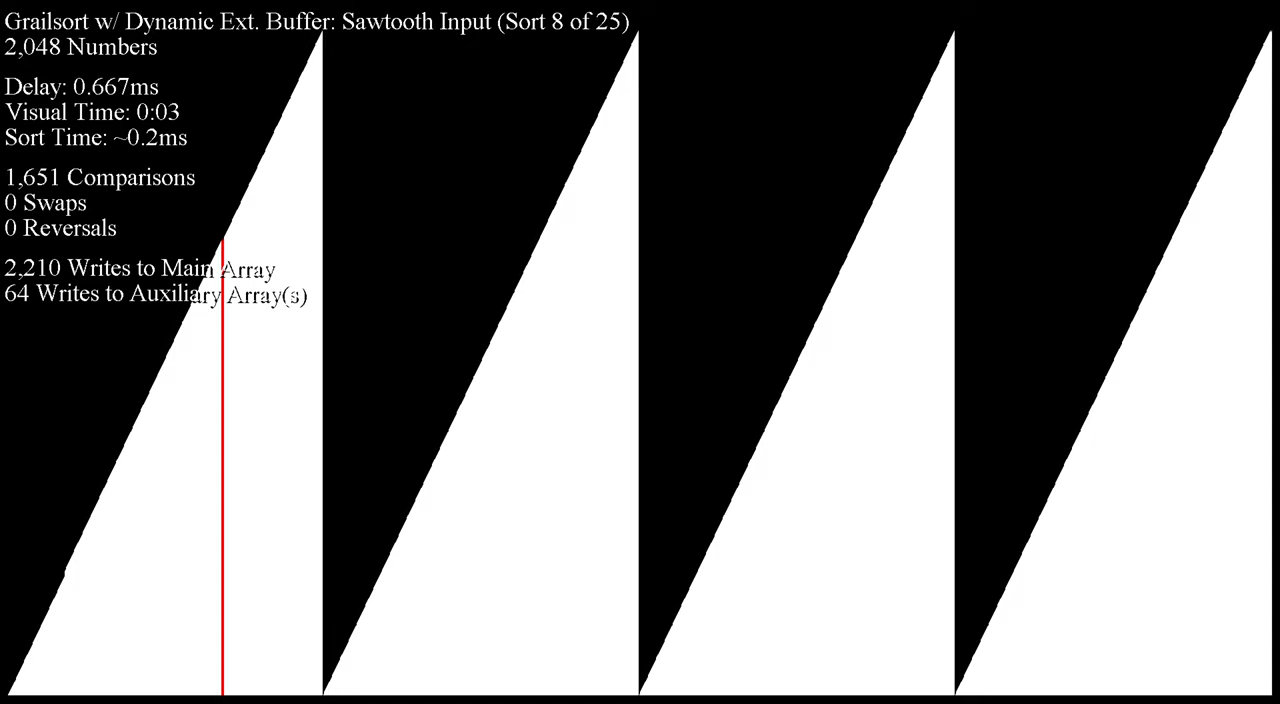 Grailsort w/ Dynamic Ext. Buffer: Sawtooth Input (Sort 8 of 25)
2,048 Numbers
Delay: 0.667ms
Visual Time: 0:03
Sort Time: ~0.2ms
1,651 Comparisons
0 Swaps
0 Reversals
2,210 Writes to Main Array
64 Writes to Auxiliary Array(s)